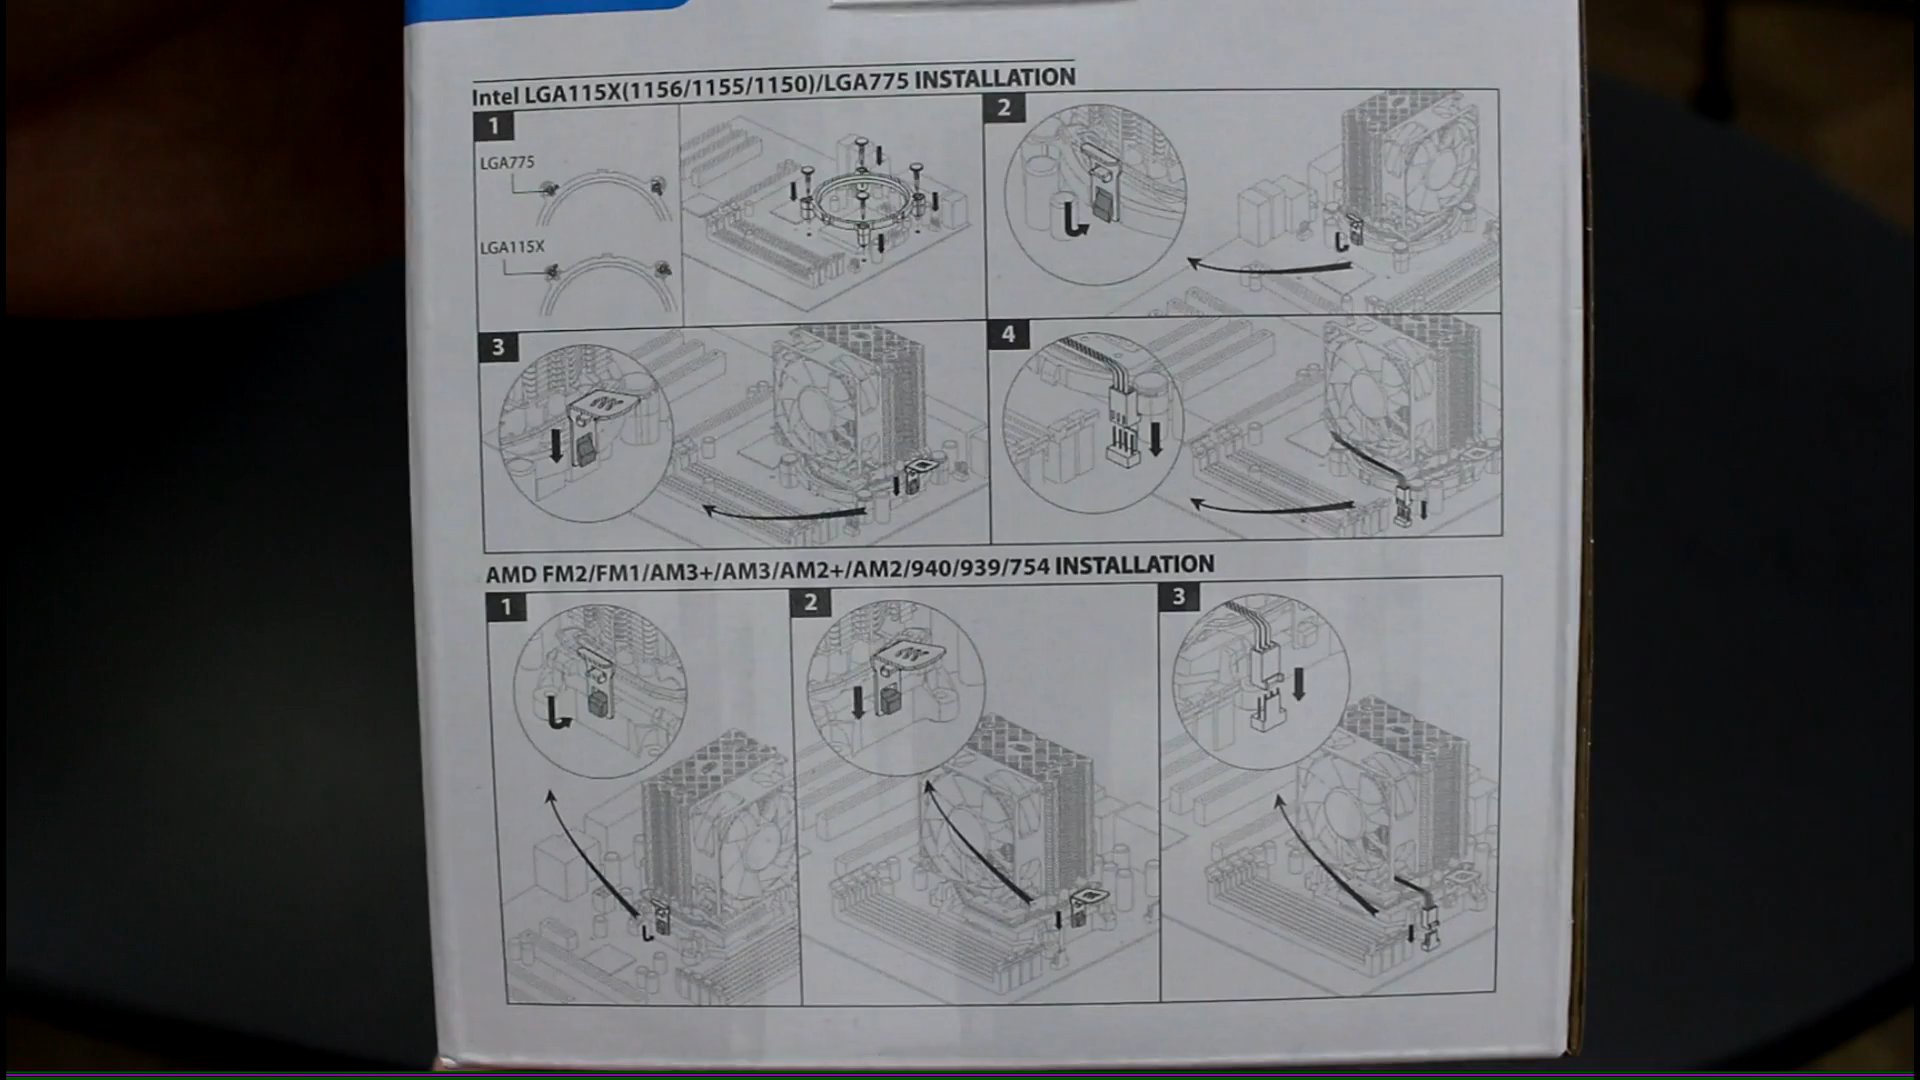 Intel LGA115X(1156/1155/1150)/LGA775 INSTALLATION
1
2
LGA775
LGA115X
3
4
AMD FM2/FM1/AM3+/AM3/AM2+/AM2/940/939/754 INSTALLATION
1
2
3